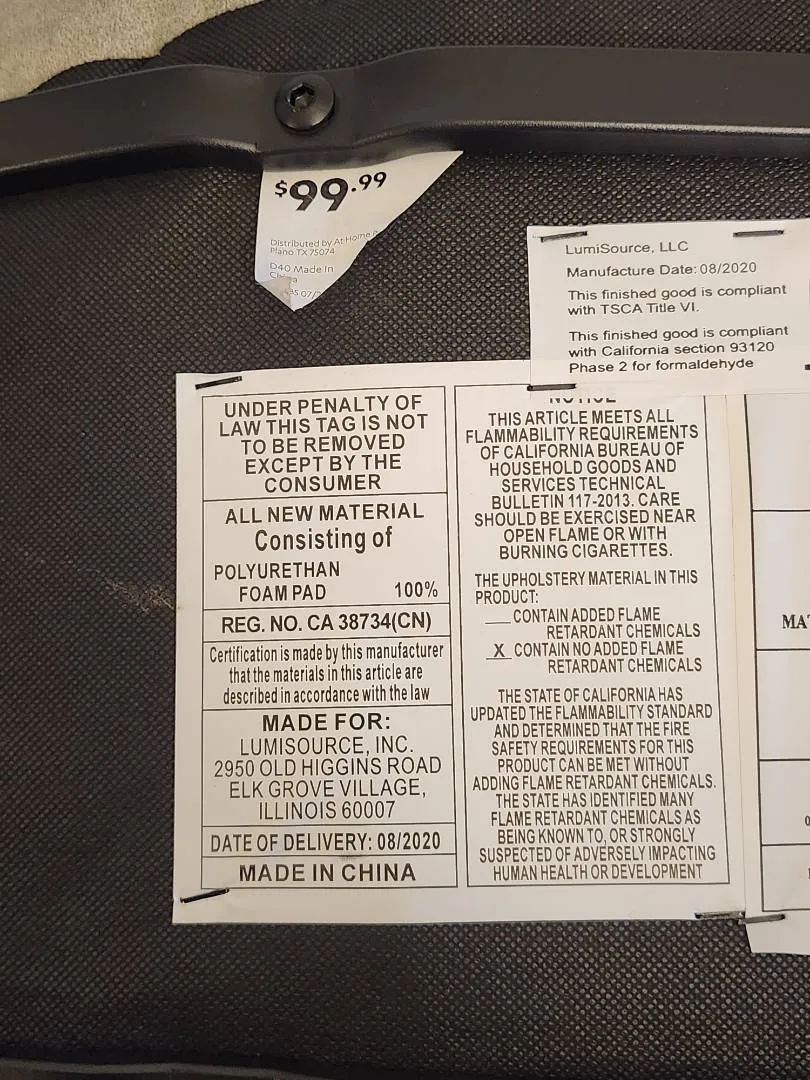 $99.99
Distributed by At Home
Plano TX 75074
D40 Made In
China
07/2
LumiSource, LLC
Manufacture Date: 08/2020
This finished good is compliant
with TSCA Title VI.
This finished good is compliant
with California section 93120
Phase 2 for formaldehyde
UNDER PENALTY OF
LAW THIS TAG IS NOT
TO BE REMOVED
EXCEPT BY THE
CONSUMER
ALL NEW MATERIAL
Consisting of
POLYURETHAN
FOAM PAD 100%
REG. NO. CA 38734(CN)
Certification is made by this manufacturer
that the materials in this article are
described in accordance with the law
MADE FOR:
LUMISOURCE, INC.
2950 OLD HIGGINS ROAD
ELK GROVE VILLAGE,
ILLINOIS 60007
DATE OF DELIVERY: 08/2020
MADE IN CHINA
NOTICE
THIS ARTICLE MEETS ALL
FLAMMABILITY REQUIREMENTS
OF CALIFORNIA BUREAU OF
HOUSEHOLD GOODS AND
SERVICES TECHNICAL
BULLETIN 117-2013. CARE
SHOULD BE EXERCISED NEAR
OPEN FLAME OR WITH
BURNING CIGARETTES.
THE UPHOLSTERY MATERIAL IN THIS
PRODUCT:
___ CONTAIN ADDED FLAME
RETARDANT CHEMICALS
X CONTAIN NO ADDED FLAME
RETARDANT CHEMICALS
THE STATE OF CALIFORNIA HAS
UPDATED THE FLAMMABILITY STANDARD
AND DETERMINED THAT THE FIRE
SAFETY REQUIREMENTS FOR THIS
PRODUCT CAN BE MET WITHOUT
ADDING FLAME RETARDANT CHEMICALS.
THE STATE HAS IDENTIFIED MANY
FLAME RETARDANT CHEMICALS AS
BEING KNOWN TO, OR STRONGLY
SUSPECTED OF ADVERSELY IMPACTING
HUMAN HEALTH OR DEVELOPMENT
MA